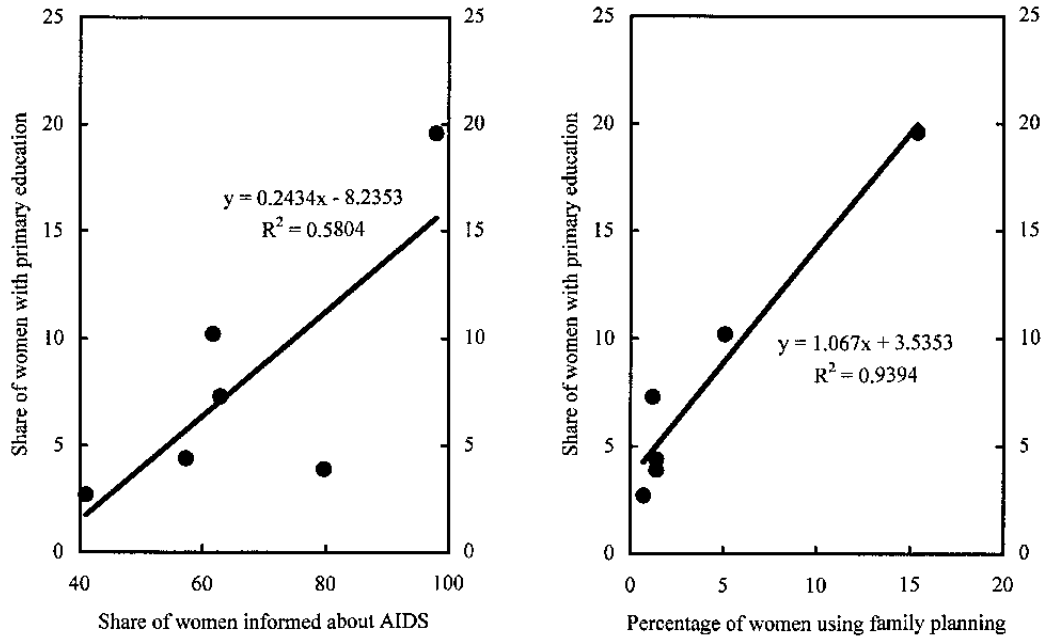 25
20
15
10
5
0
Share of women with primary education
y = 0.2434x - 8.2353
R² = 0.5804
25
20
15
10
5
0
40 60 80 100
Share of women informed about AIDS
25
20
15
10
5
0
Share of women with primary education
y = 1.067x + 3.5353
R² = 0.9394
25
20
15
10
5
0
0 5 10 15 20
Percentage of women using family planning